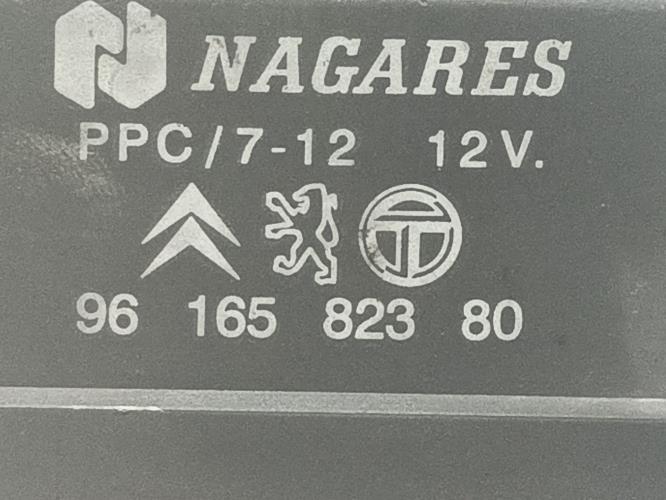 NAGARES
PPC/7-12 12V.
96 165 823 80